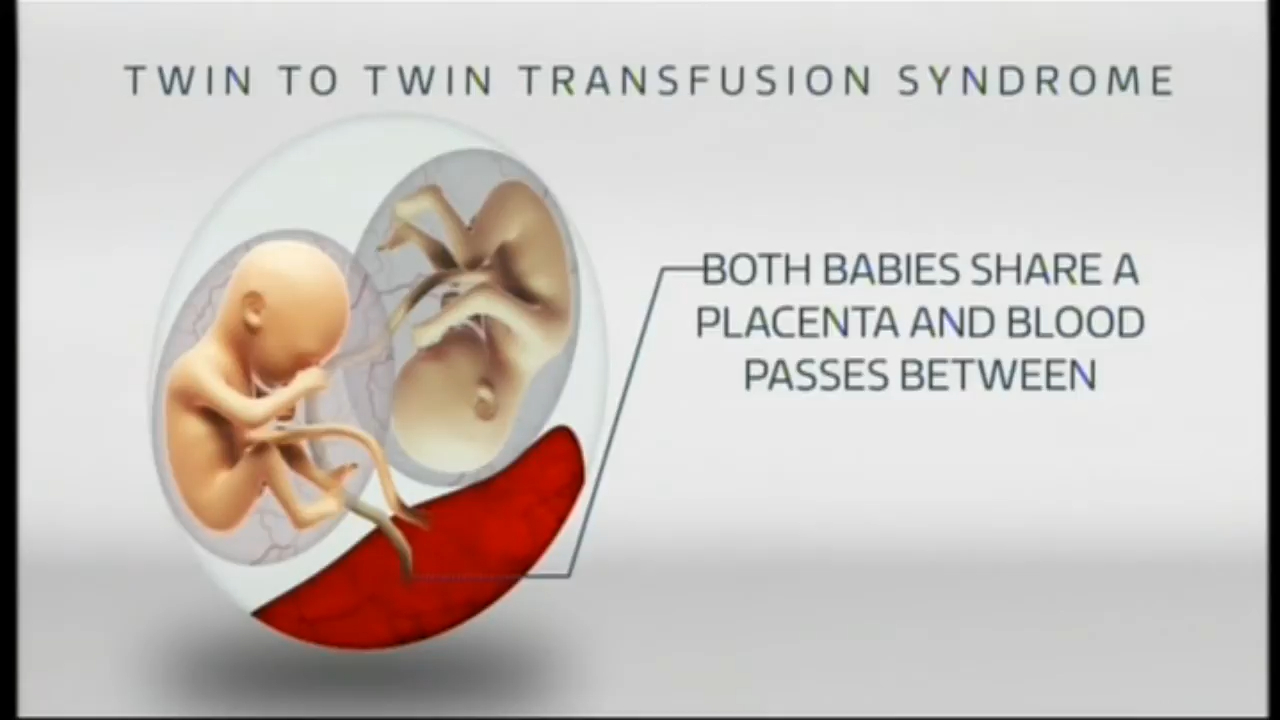 TWIN TO TWIN TRANSFUSION SYNDROME
BOTH BABIES SHARE A
PLACENTA AND BLOOD
PASSES BETWEEN